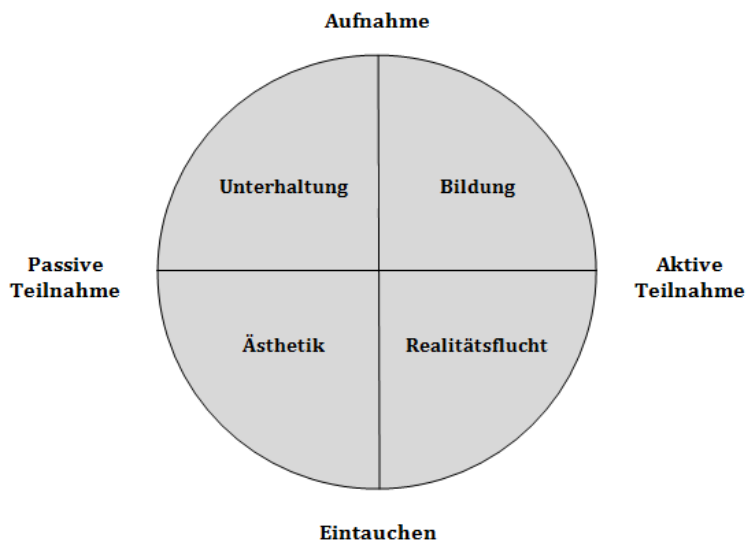 Aufnahme
Unterhaltung
Bildung
Passive
Teilnahme
Aktive
Teilnahme
Ästhetik
Realitätsflucht
Eintauchen